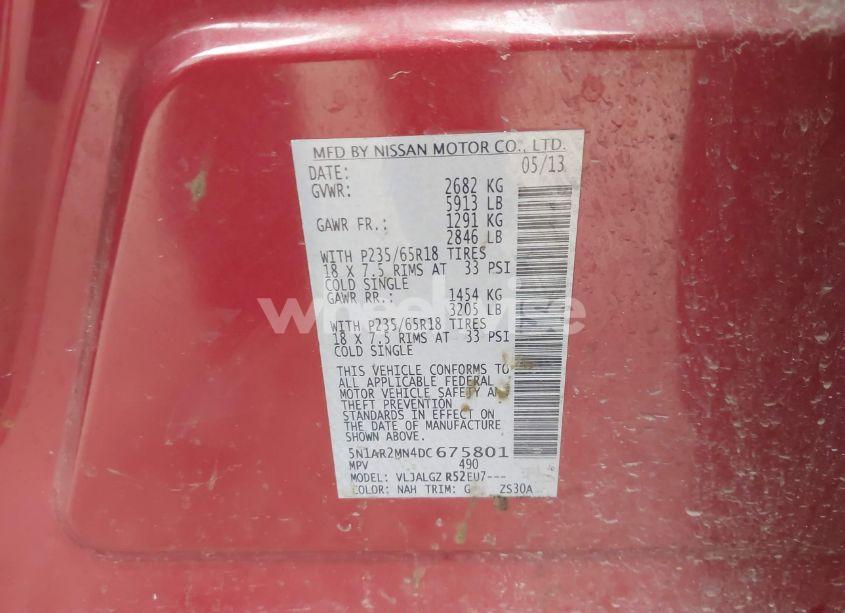 MFD BY NISSAN MOTOR CO., LTD.
DATE: 05/13
GVWR: 2682 KG
5913 LB
GAWR FR.: 1291 KG
2846 LB
WITH P235/65R18 TIRES
18 X 7.5 RIMS AT 33 PSI
COLD SINGLE
GAWR RR.: 1454 KG
3205 LB
WITH P235/65R18 TIRES
18 X 7.5 RIMS AT 33 PSI
COLD SINGLE
THIS VEHICLE CONFORMS TO
ALL APPLICABLE FEDERAL
MOTOR VEHICLE SAFETY AND
THEFT PREVENTION
STANDARDS IN EFFECT ON
THE DATE OF MANUFACTURE
SHOWN ABOVE.
5N1AR2MN4DC675801
MPV 490
MODEL: VLJALGZ R52EU7---
COLOR: NAH TRIM: G ZS30A